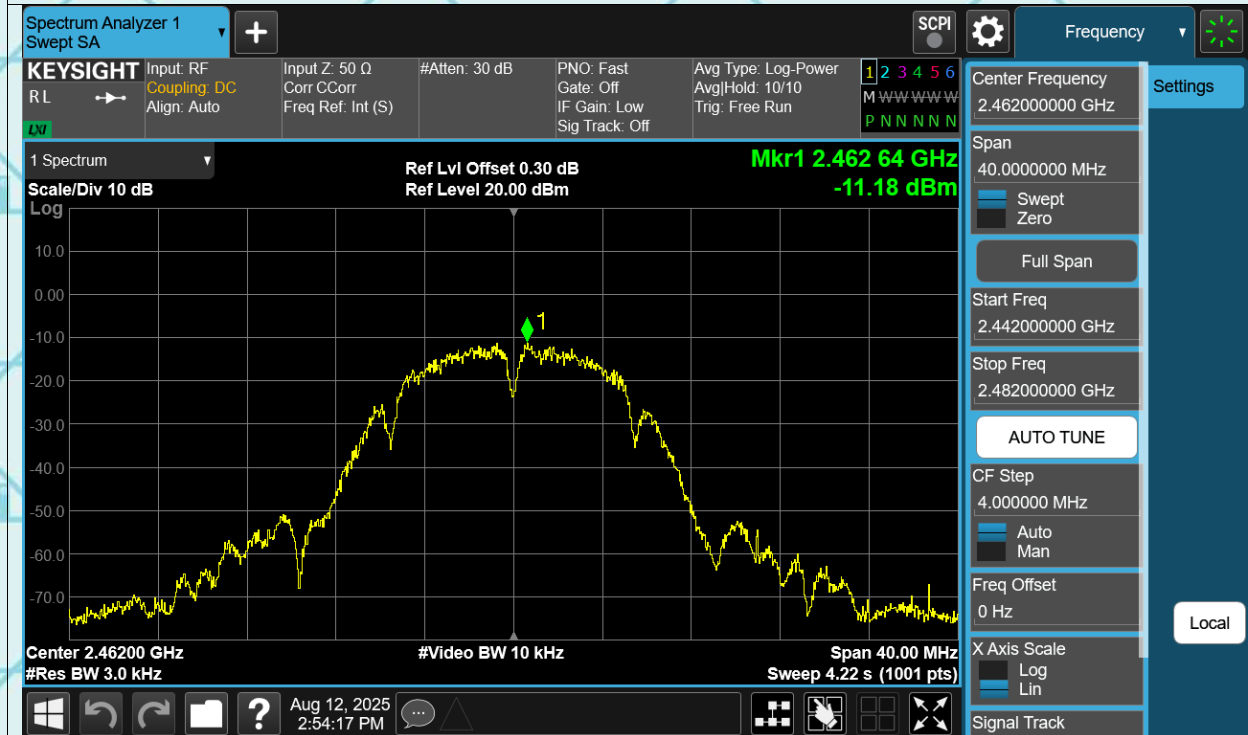 Spectrum Analyzer 1
Swept SA
+
SCPI
Frequency
KEYSIGHT
RL
LXI
Input: RF
Coupling: DC
Align: Auto
Input Z: 50 Ω
Corr CCorr
Freq Ref: Int (S)
#Atten: 30 dB
PNO: Fast
Gate: Off
IF Gain: Low
Sig Track: Off
Avg Type: Log-Power
Avg|Hold: 10/10
Trig: Free Run
1 2 3 4 5 6
M W W W W W
P N N N N N
Settings
1 Spectrum
Scale/Div 10 dB
Log
Ref Lvl Offset 0.30 dB
Ref Level 20.00 dBm
Mkr1 2.462 64 GHz
-11.18 dBm
10.0
0.00
-10.0
-20.0
-30.0
-40.0
-50.0
-60.0
-70.0
1
Center 2.46200 GHz
#Res BW 3.0 kHz
#Video BW 10 kHz
Span 40.00 MHz
Sweep 4.22 s (1001 pts)
Center Frequency
2.462000000 GHz
Span
40.0000000 MHz
Swept
Zero
Full Span
Start Freq
2.442000000 GHz
Stop Freq
2.482000000 GHz
AUTO TUNE
CF Step
4.000000 MHz
Auto
Man
Freq Offset
0 Hz
X Axis Scale
Log
Lin
Signal Track
Local
?
Aug 12, 2025
2:54:17 PM